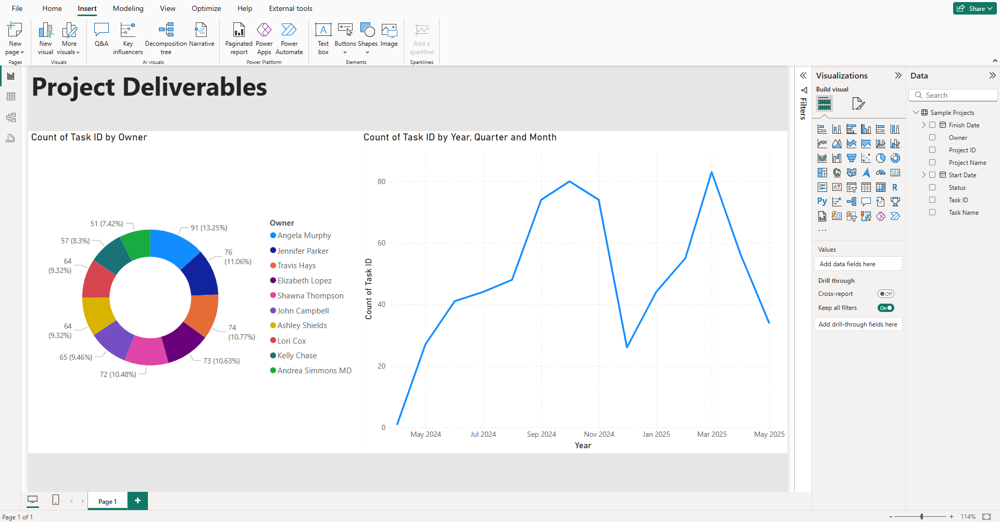 File Home Insert Modeling View Optimize Help External tools Share
New page
New visual
More visuals
Q&A
Key influencers
Decomposition tree
Narrative
Paginated report
Power Apps
Power Automate
Text box
Buttons
Shapes
Image
Add a sparkline
Pages Visuals AI visuals Power Platform Elements Sparklines
DAX
Project Deliverables
Count of Task ID by Owner
51 (7.42%)
91 (13.25%)
57 (8.3%)
76
(11.06%)
64
(9.32%)
74
(10.77%)
64
(9.32%)
65 (9.46%)
73 (10.63%)
72 (10.48%)
Owner
Angela Murphy
Jennifer Parker
Travis Hays
Elizabeth Lopez
Shawna Thompson
John Campbell
Ashley Shields
Lori Cox
Kelly Chase
Andrea Simmons MD
Count of Task ID by Year, Quarter and Month
Count of Task ID
80
60
40
20
0
May 2024 Jul 2024 Sep 2024 Nov 2024 Jan 2025 Mar 2025 May 2025
Year
Filters
Visualizations
Build visual
123
R
Py
123
...
Values
Add data fields here
Drill through
Cross-report Off
Keep all filters On
Add drill-through fields here
Data
Search
Sample Projects
Finish Date
Owner
Project ID
Project Name
Start Date
Status
Task ID
Task Name
Page 1 +
Page 1 of 1
- + 114%